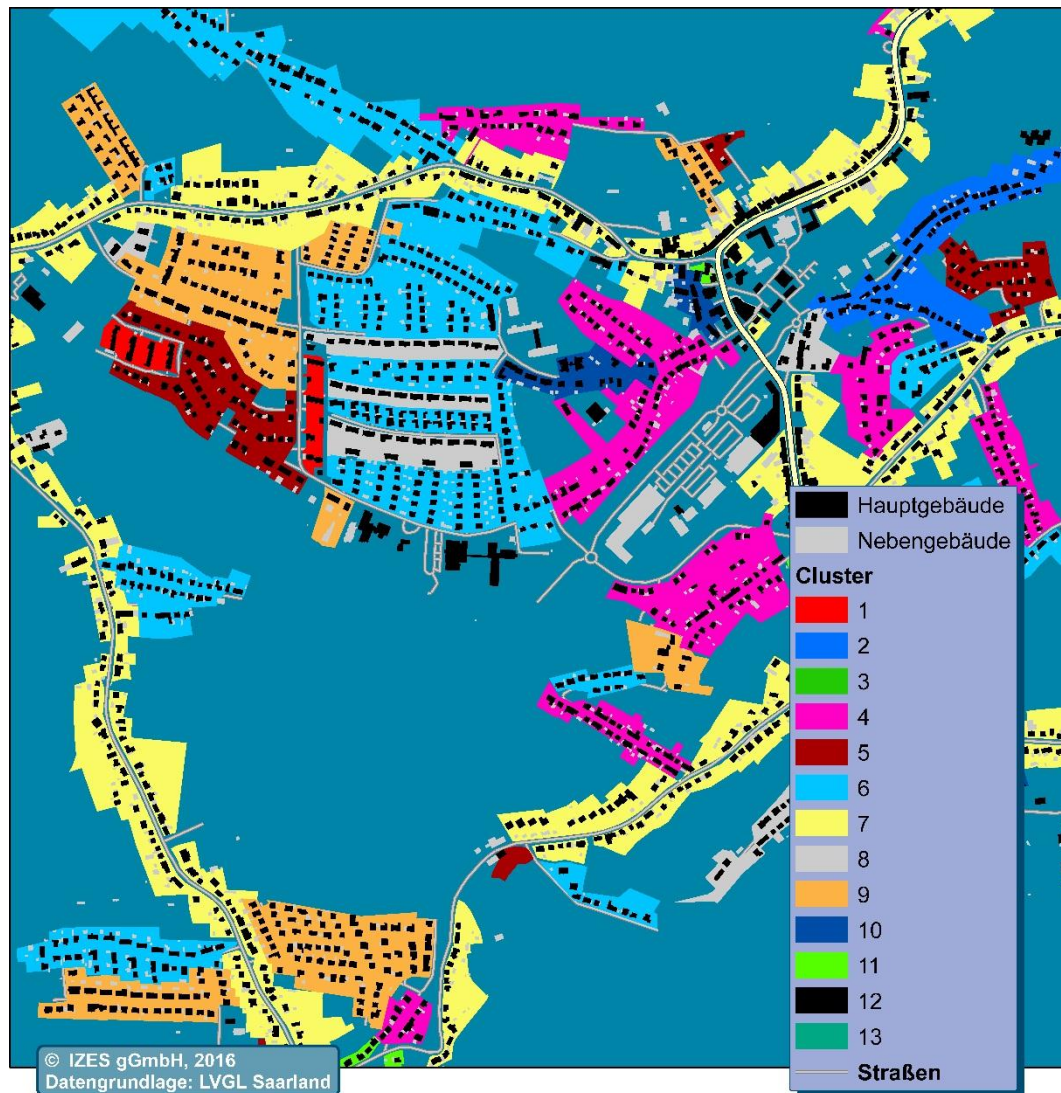 Hauptgebäude
Nebengebäude
Cluster
1
2
3
4
5
6
7
8
9
10
11
12
13
Straßen
© IZES gGmbH, 2016
Datengrundlage: LVGL Saarland